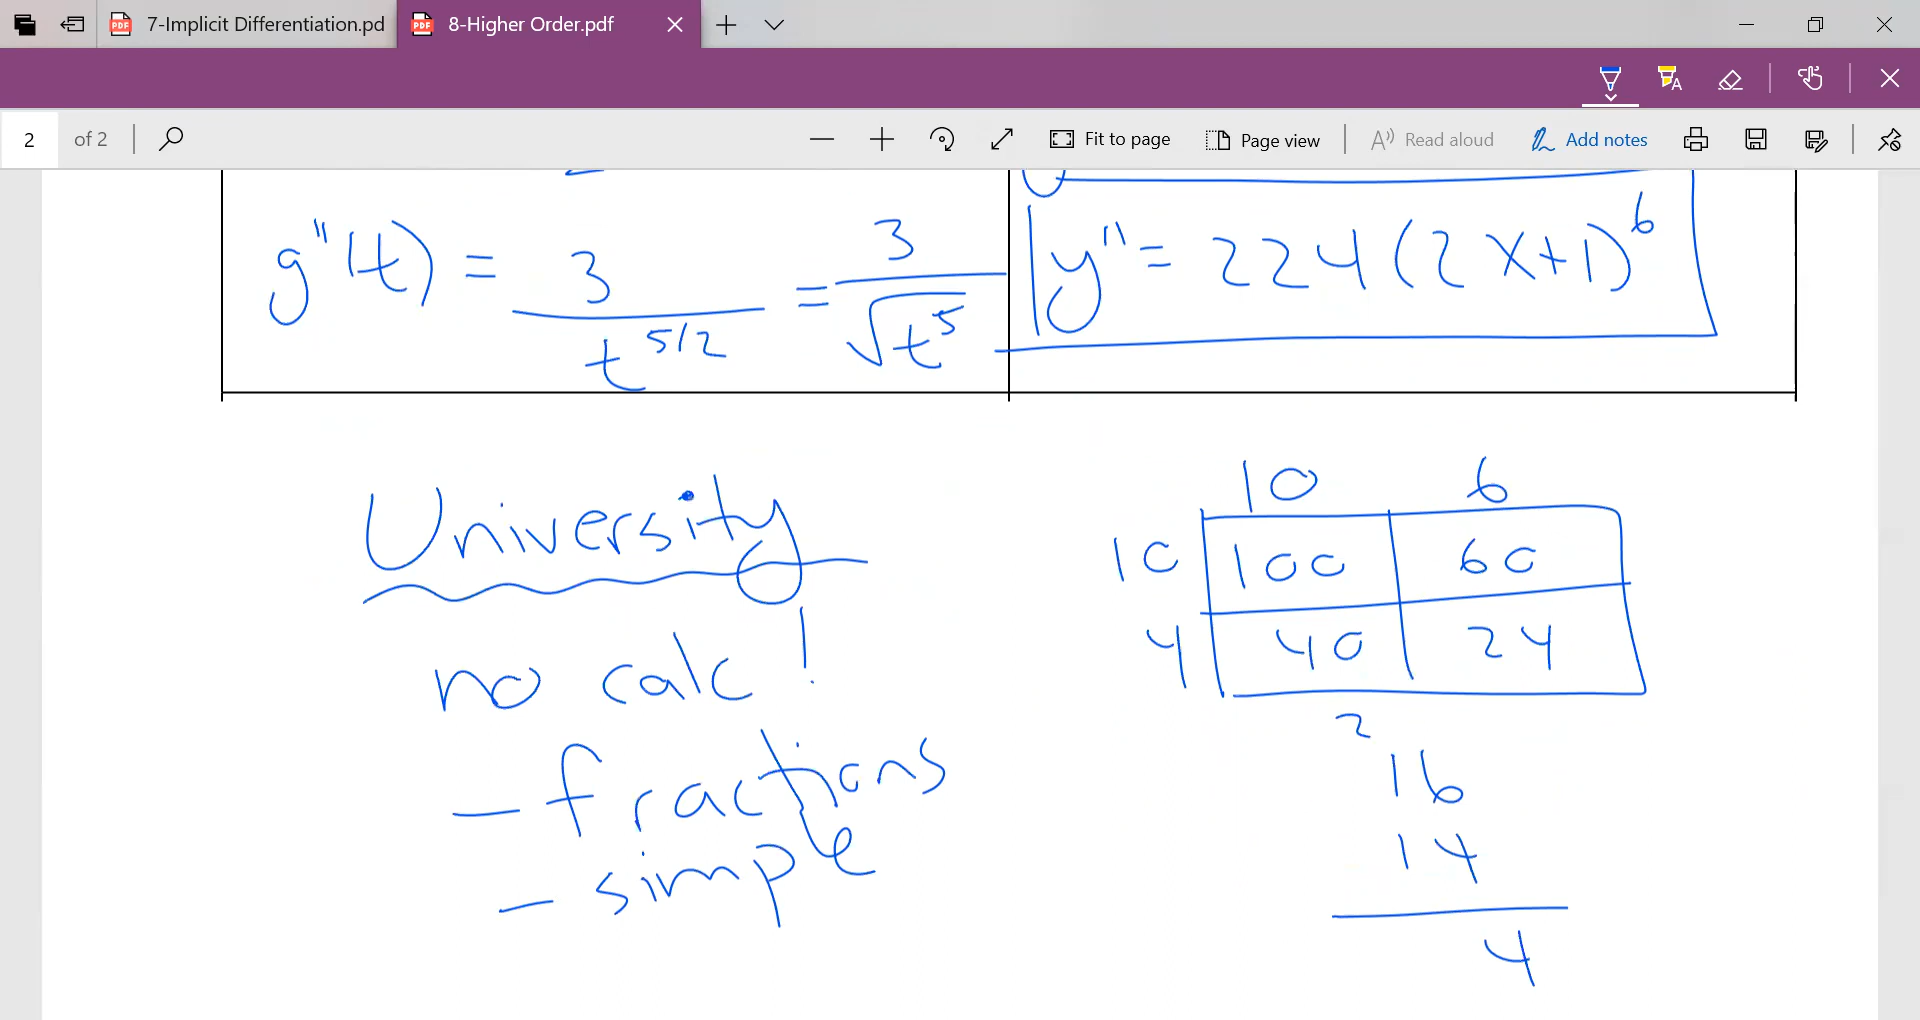 7-Implicit Differentiation.pd
8-Higher Order.pdf
2 of 2
Fit to page
Page view
Read aloud
Add notes
g"(t) = 3/t^5/2 = 3/√t^5
y" = 224(2x+1)^6
University
no calc!
- fractions
- simple
10 6
10 100 60
4 40 24
2
16
14
4